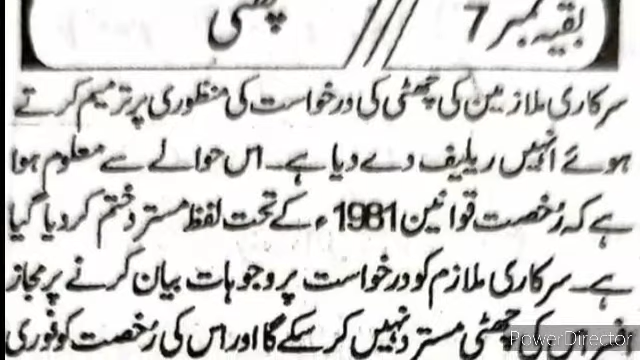 بقیہ نمبر 7 /// چھٹی
سرکاری ملازمین کی چھٹی کی درخواست کی منظوری پر ترمیم کرتے
ہوئے انہیں ریلیف دے دیا ہے۔ اس حوالے سے معلوم ہوا
ہے کہ رُخصت قوانین 1981ء کے تحت لفظ مسترد ختم کر دیا گیا
ہے۔ سرکاری ملازم کو درخواست پر وجوہات بیان کرنے پر مجاز
کی چھٹی مسترد نہیں کر سکے گا اور اس کی رُخصت کو فوری
PowerDirector